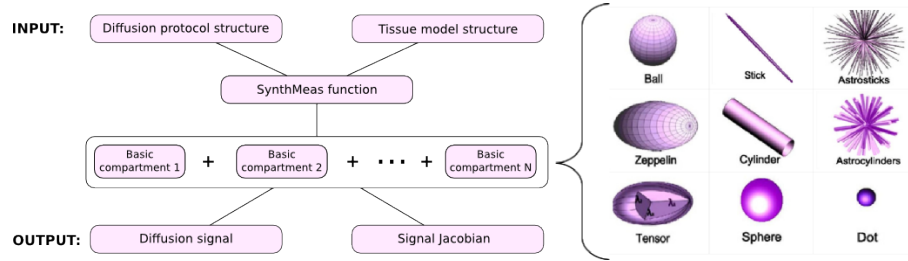 INPUT:
Diffusion protocol structure
Tissue model structure
SynthMeas function
Basic
compartment 1
+
Basic
compartment 2
+ ... +
Basic
compartment N
OUTPUT:
Diffusion signal
Signal Jacobian
Ball
Stick
Astrosticks
Zeppelin
Cylinder
Astrocylinders
Tensor
Sphere
Dot